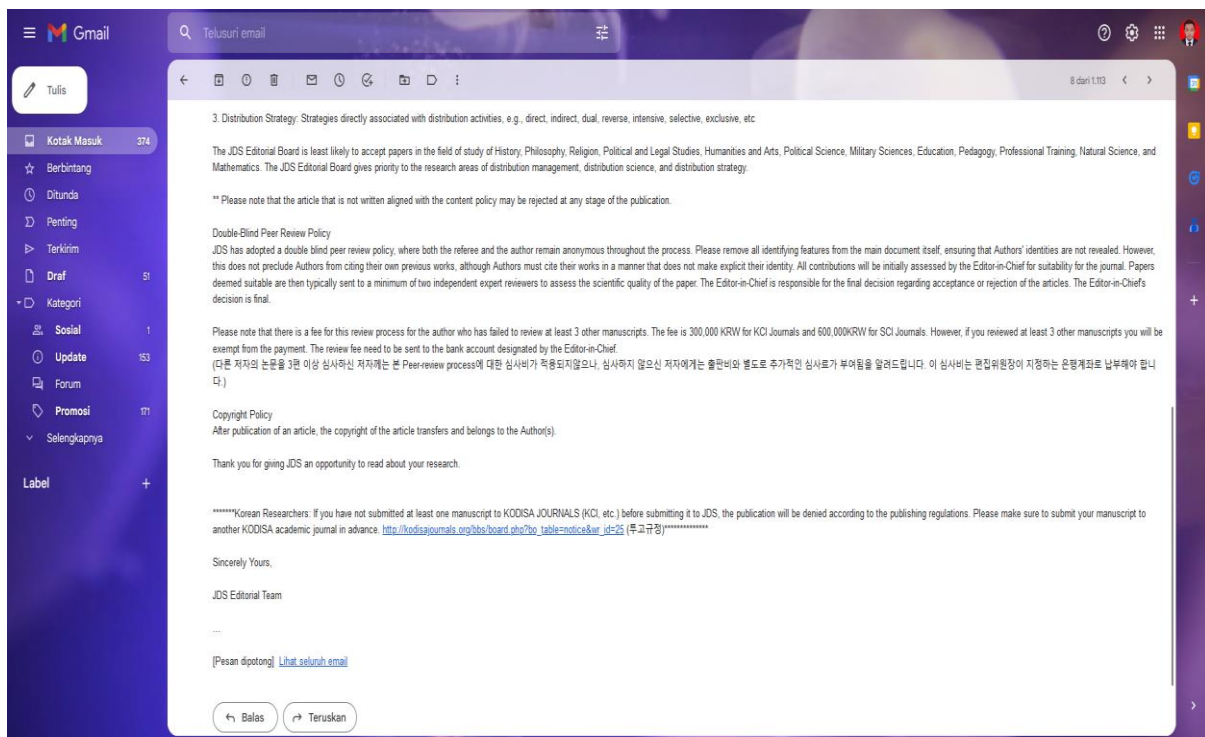 Gmail
Telusuri email
Tulis
8 dari 1.113
Kotak Masuk 374
Berbintang
Ditunda
Penting
Terkirim
Draf 51
Kategori
Sosial 1
Update 153
Forum
Promosi 171
Selengkapnya
Label
3. Distribution Strategy: Strategies directly associated with distribution activities, e.g., direct, indirect, dual, reverse, intensive, selective, exclusive, etc
The JDS Editorial Board is least likely to accept papers in the field of study of History, Philosophy, Religion, Political and Legal Studies, Humanities and Arts, Political Science, Military Sciences, Education, Pedagogy, Professional Training, Natural Science, and
Mathematics. The JDS Editorial Board gives priority to the research areas of distribution management, distribution science, and distribution strategy.
** Please note that the article that is not written aligned with the content policy may be rejected at any stage of the publication.
Double-Blind Peer Review Policy
JDS has adopted a double blind peer review policy, where both the referee and the author remain anonymous throughout the process. Please remove all identifying features from the main document itself, ensuring that Authors' identities are not revealed. However,
this does not preclude Authors from citing their own previous works, although Authors must cite their works in a manner that does not make explicit their identity. All contributions will be initially assessed by the Editor-in-Chief for suitability for the journal. Papers
deemed suitable are then typically sent to a minimum of two independent expert reviewers to assess the scientific quality of the paper. The Editor-in-Chief is responsible for the final decision regarding acceptance or rejection of the articles. The Editor-in-Chief's
decision is final.
Please note that there is a fee for this review process for the author who has failed to review at least 3 other manuscripts. The fee is 300,000 KRW for KCI Journals and 600,000KRW for SCI Journals. However, if you reviewed at least 3 other manuscripts you will be
exempt from the payment. The review fee need to be sent to the bank account designated by the Editor-in-Chief.
(다른 저자의 논문을 3편 이상 심사하신 저자께는 본 Peer-review process에 대한 심사비가 적용되지않으나, 심사하지 않으신 저자에게는 출판비와 별도로 추가적인 심사료가 부여됨을 알려드립니다. 이 심사비는 편집위원장이 지정하는 은행계좌로 납부해야 합니
다.)
Copyright Policy
After publication of an article, the copyright of the article transfers and belongs to the Author(s).
Thank you for giving JDS an opportunity to read about your research.
*******Korean Researchers: If you have not submitted at least one manuscript to KODISA JOURNALS (KCI, etc.) before submitting it to JDS, the publication will be denied according to the publishing regulations. Please make sure to submit your manuscript to
another KODISA academic journal in advance. http://kodisajournals.org/bbs/board.php?bo_table=notice&wr_id=25 (투고규정)*************
Sincerely Yours,
JDS Editorial Team
....
[Pesan dipotong] Lihat seluruh email
Balas Teruskan